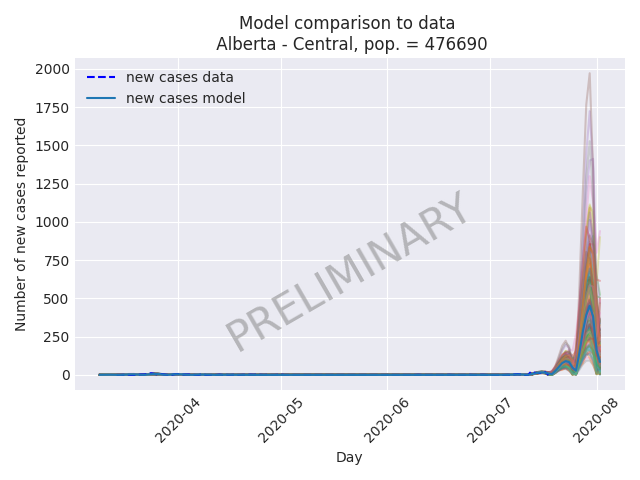 Model comparison to data
Alberta - Central, pop. = 476690
new cases data
new cases model
Number of new cases reported
2000
1750
1500
1250
1000
750
500
250
0
PRELIMINARY
2020-04
2020-05
2020-06
2020-07
2020-08
Day